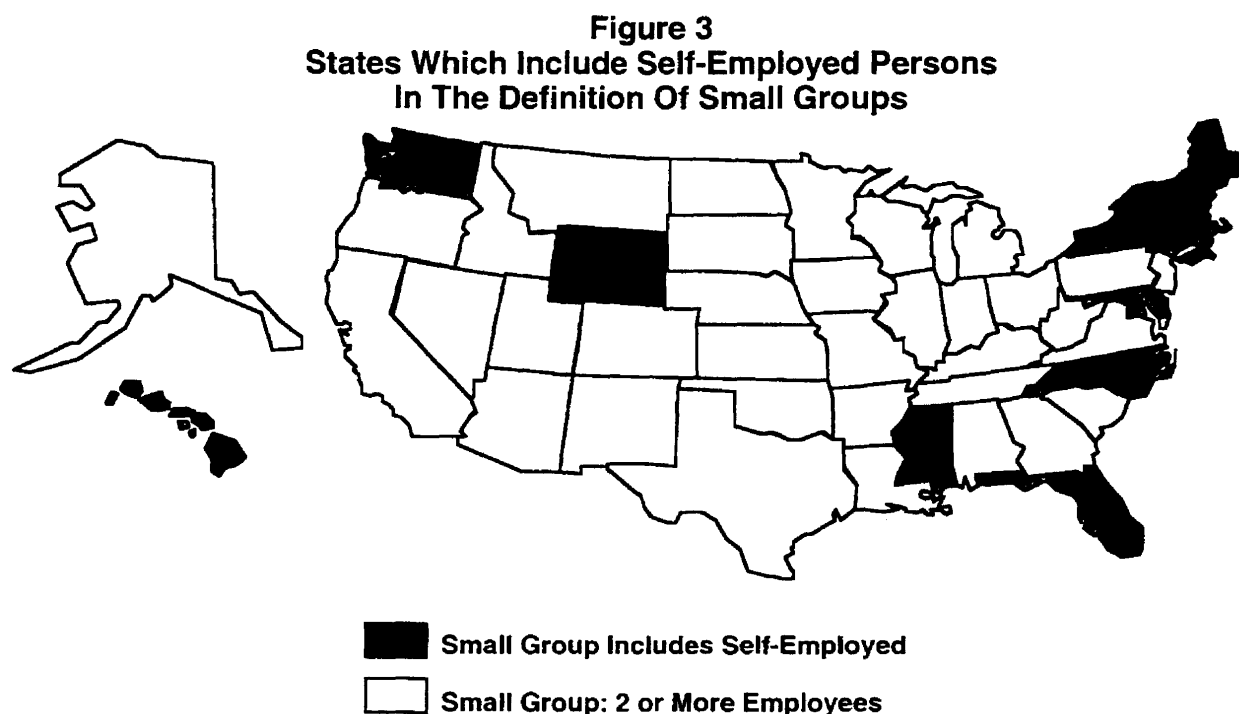 Figure 3
States Which Include Self-Employed Persons
In The Definition Of Small Groups
Small Group Includes Self-Employed
Small Group: 2 or More Employees